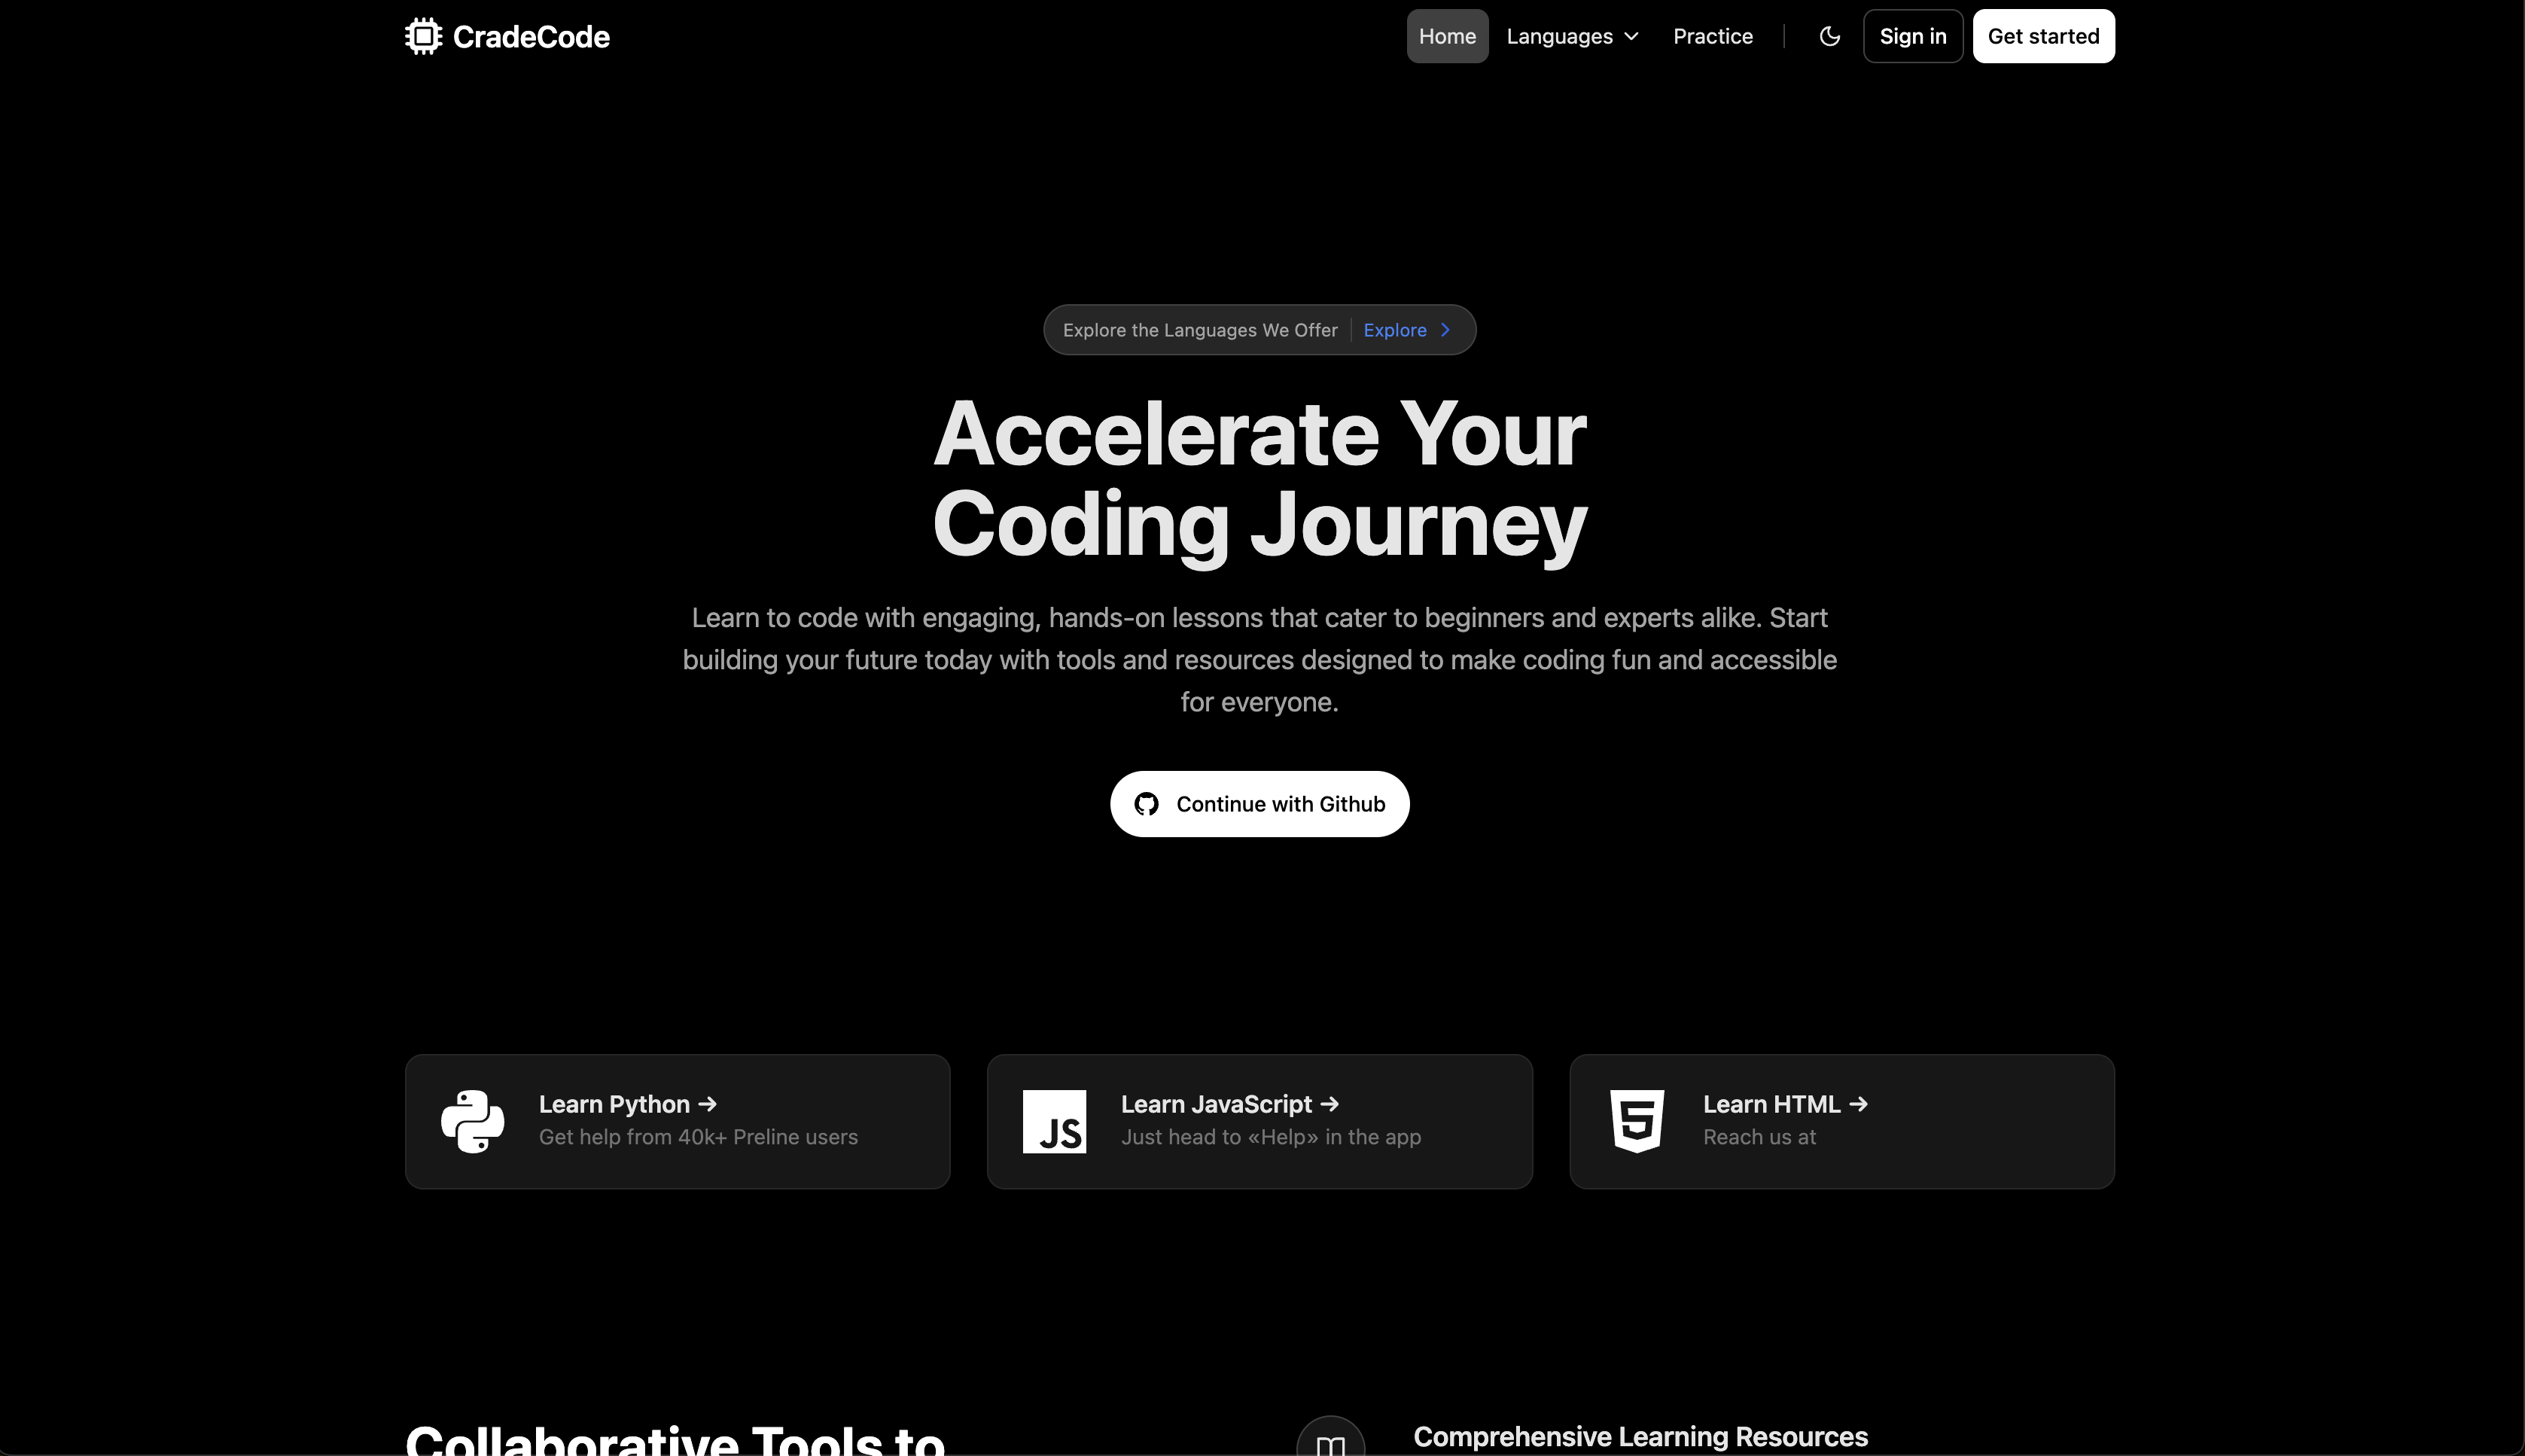 CradeCode
Home
Languages
Practice
Sign in
Get started
Explore the Languages We Offer
Explore
Accelerate Your
Coding Journey
Learn to code with engaging, hands-on lessons that cater to beginners and experts alike. Start
building your future today with tools and resources designed to make coding fun and accessible
for everyone.
Continue with Github
Learn Python →
Get help from 40k+ Preline users
JS
Learn JavaScript →
Just head to «Help» in the app
5
Learn HTML →
Reach us at
Collaborative Tools to
Comprehensive Learning Resources